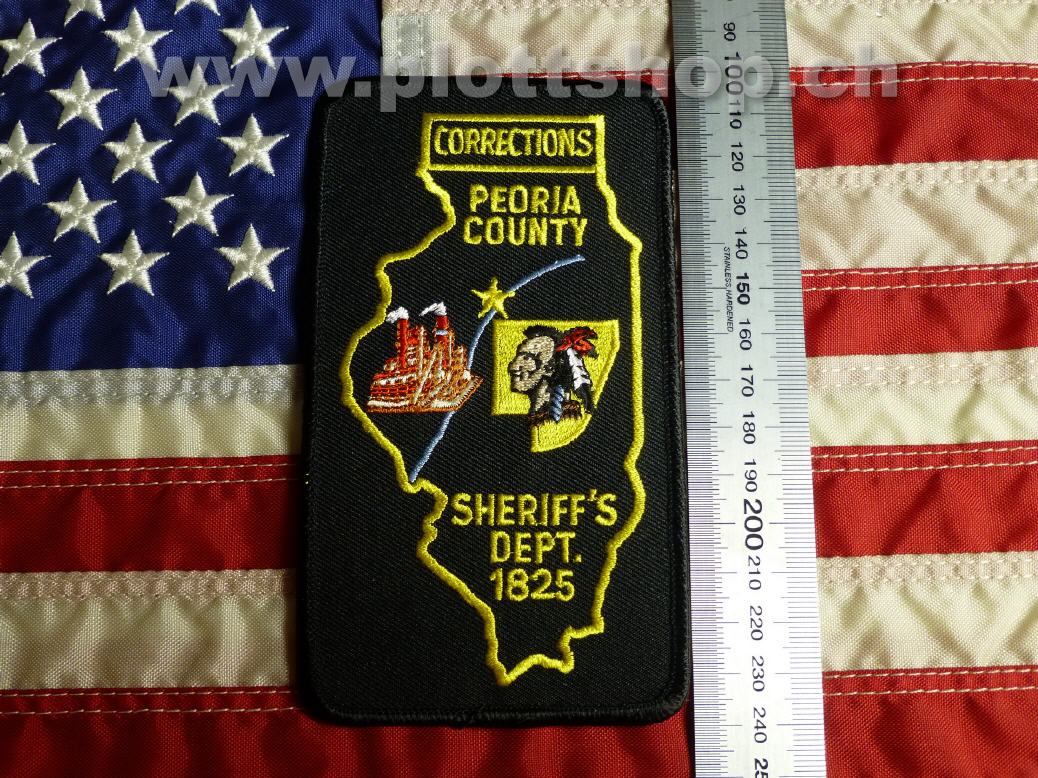 www.plottshop.ch
CORRECTIONS
PEORIA
COUNTY
SHERIFF'S
DEPT.
1825
90
100
110
120
130
140
150
160
170
180
190
200
210
220
230
240
25
STAINLESS HARDENED